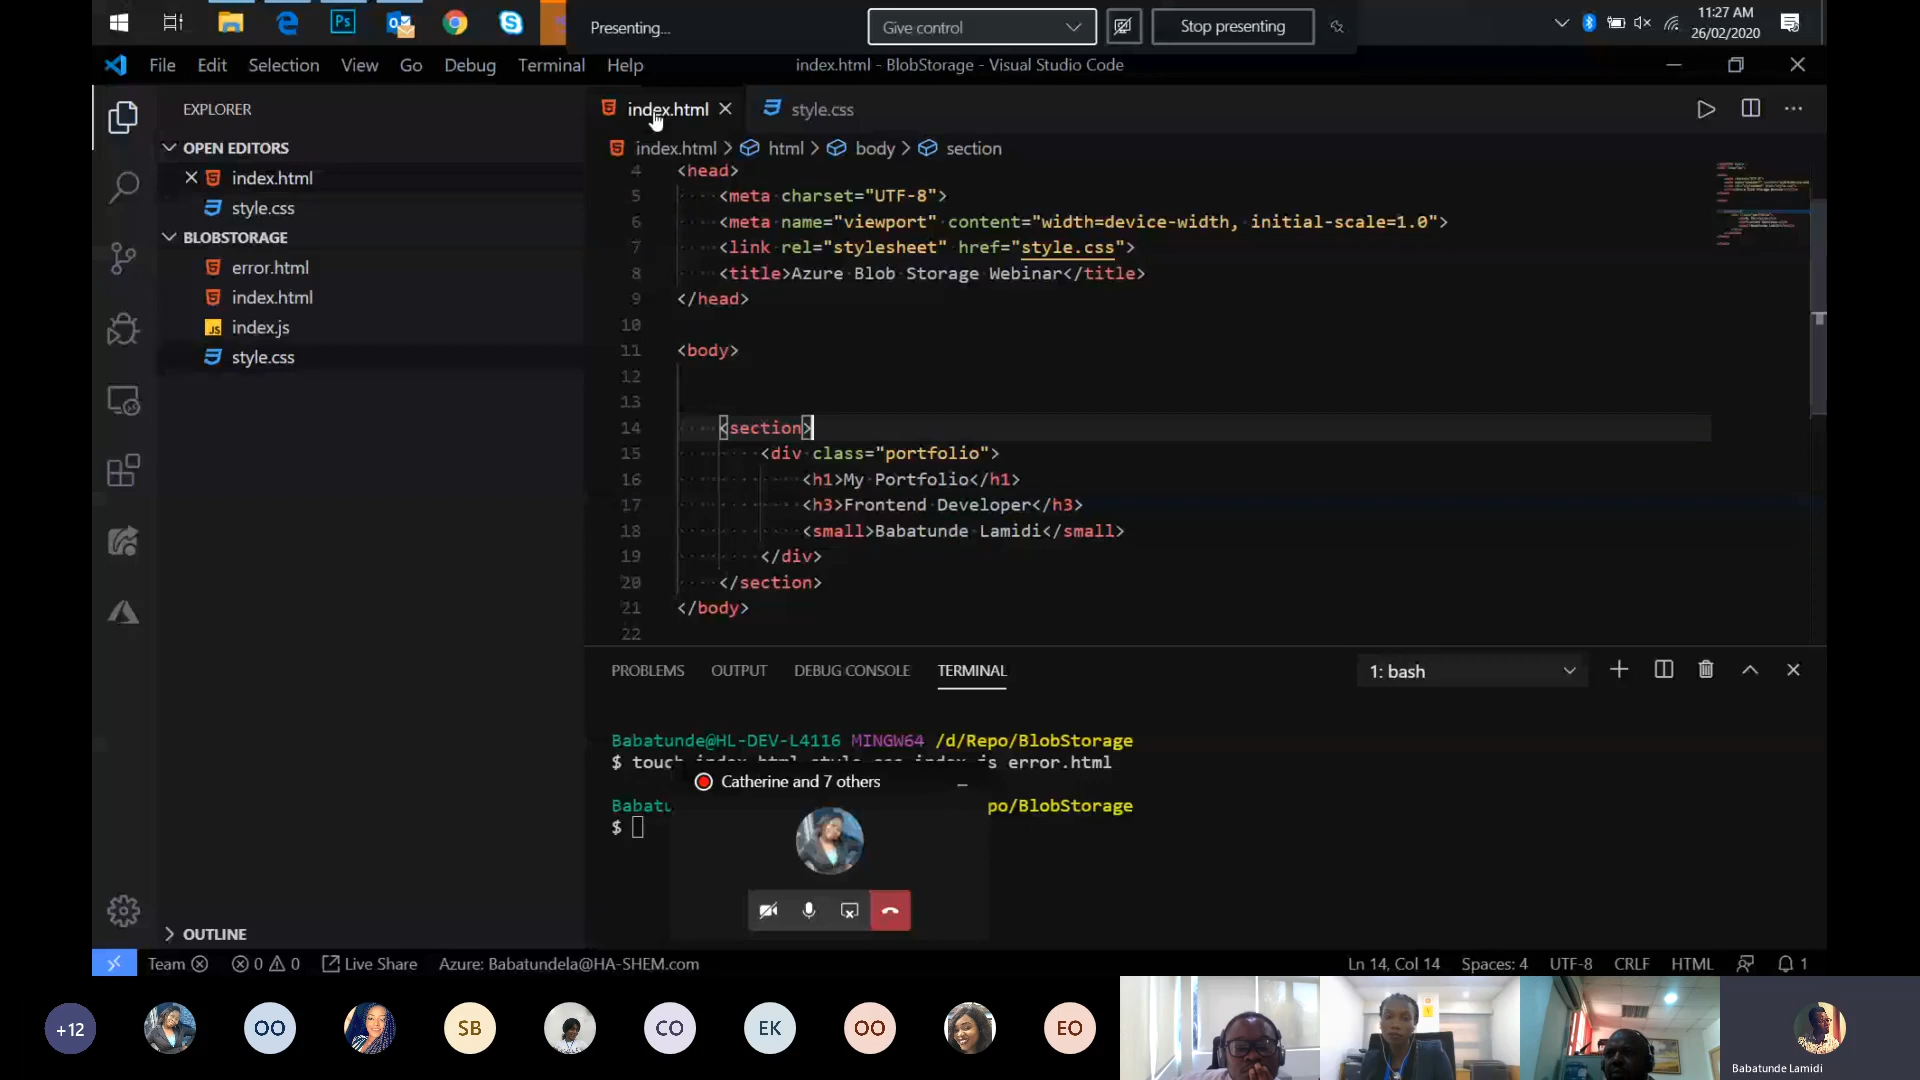 Presenting...
Give control
Stop presenting
11:27 AM
26/02/2020
File Edit Selection View Go Debug Terminal Help
index.html - BlobStorage - Visual Studio Code
EXPLORER
OPEN EDITORS
index.html
style.css
BLOBSTORAGE
error.html
index.html
index.js
style.css
OUTLINE
index.html style.css
index.html > html > body > section
4 <head>
5 <meta charset="UTF-8">
6 <meta name="viewport" content="width=device-width, initial-scale=1.0">
7 <link rel="stylesheet" href="style.css">
8 <title>Azure Blob Storage Webinar</title>
9 </head>
10
11 <body>
12
13
14 <section>
15 <div class="portfolio">
16 <h1>My Portfolio</h1>
17 <h3>Frontend Developer</h3>
18 <small>Babatunde Lamidi</small>
19 </div>
20 </section>
21 </body>
22
PROBLEMS OUTPUT DEBUG CONSOLE TERMINAL
1: bash
Babatunde@HL-DEV-L4116 MINGW64 /d/Repo/BlobStorage
$ touch index.html style.css index.js error.html
Catherine and 7 others
Babatu po/BlobStorage
$
Team 0 0 Live Share Azure: Babatundela@HA-SHEM.com
Ln 14, Col 14 Spaces: 4 UTF-8 CRLF HTML 1
+12 OO SB CO EK OO EO
Babatunde Lamidi